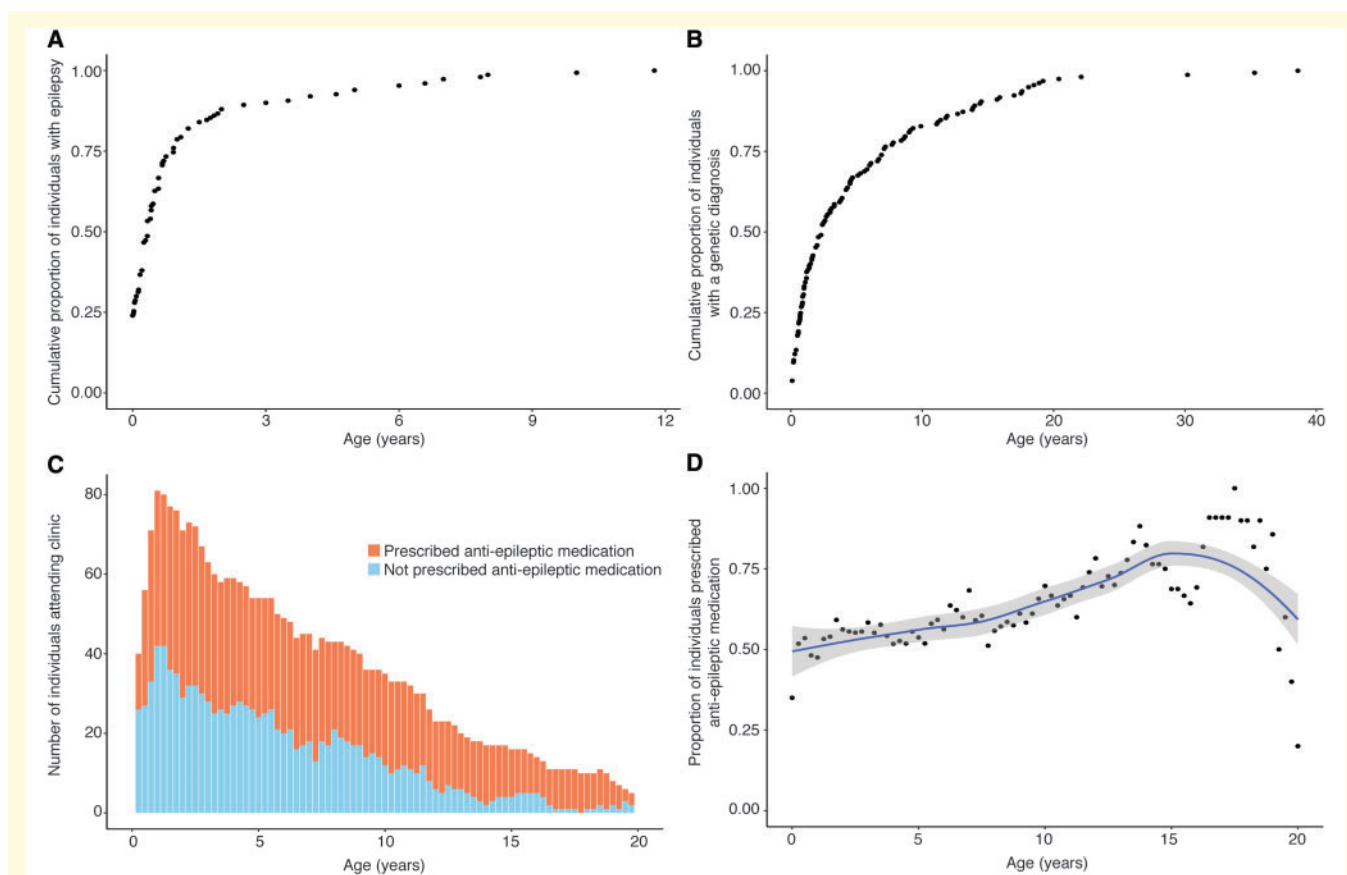 A
Cumulative proportion of individuals with epilepsy
1.00
0.75
0.50
0.25
0.00
0
3
6
9
12
Age (years)
B
Cumulative proportion of individuals
with a genetic diagnosis
1.00
0.75
0.50
0.25
0.00
0
10
20
30
40
Age (years)
C
Number of individuals attending clinic
80
60
40
20
0
Prescribed anti-epileptic medication
Not prescribed anti-epileptic medication
0
5
10
15
20
Age (years)
D
Proportion of individuals prescribed
anti-epileptic medication
1.00
0.75
0.50
0.25
0.00
0
5
10
15
20
Age (years)